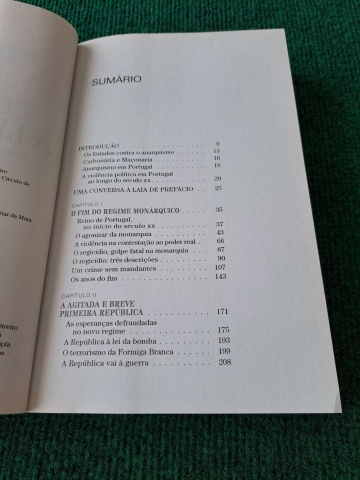 SUMÁRIO
INTRODUÇÃO 9
Os Estados contra o anarquismo 13
Carbonária e Maçonaria 16
Anarquismo em Portugal 18
A violência política em Portugal
ao longo do século XX 20
UMA CONVERSA À LAIA DE PREFÁCIO 25
CAPÍTULO I
O FIM DO REGIME MONÁRQUICO 35
Reino de Portugal,
no início do século XX 37
O agonizar da monarquia 43
A violência na contestação ao poder real 66
O regicídio, golpe fatal na monarquia 87
O regicídio: três descrições 90
Um crime sem mandantes 107
Os anos do fim 143
CAPÍTULO II
A AGITADA E BREVE
PRIMEIRA REPÚBLICA 171
As esperanças defraudadas
no novo regime 175
A República à lei da bomba 193
O terrorismo da Formiga Branca 199
A República vai à guerra 208